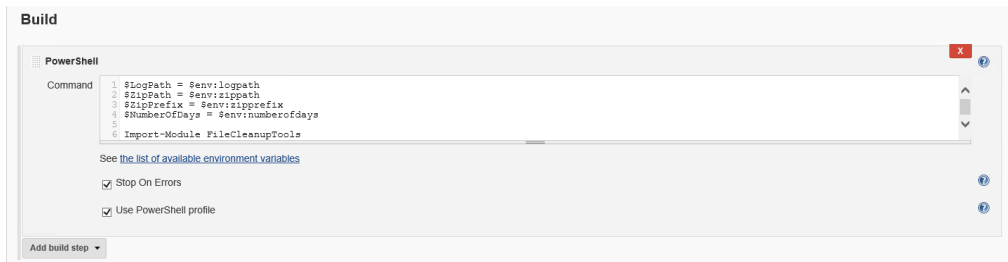 Build
PowerShell
X
Command
1 $LogPath = $env:logpath
2 $ZipPath = $env:zippath
3 $ZipPrefix = $env:zipprefix
4 $NumberOfDays = $env:numberofdays
5
6 Import-Module FileCleanupTools
See the list of available environment variables
Stop On Errors
Use PowerShell profile
Add build step